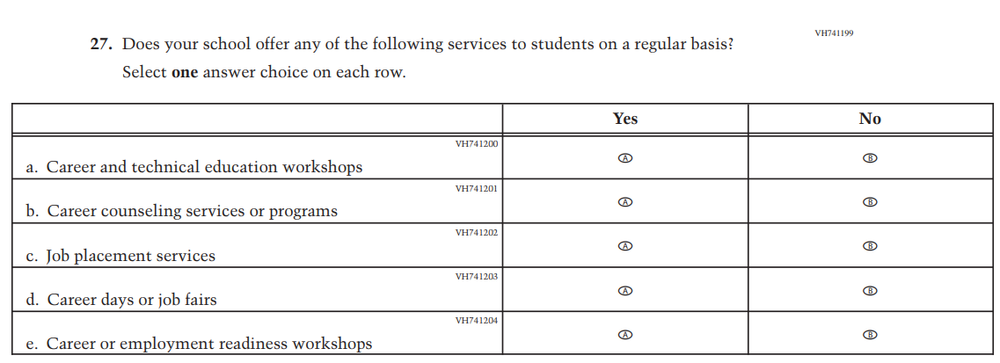 27. Does your school offer any of the following services to students on a regular basis?
VH741199
Select one answer choice on each row.
Yes No
VH741200
a. Career and technical education workshops A B
VH741201
b. Career counseling services or programs A B
VH741202
c. Job placement services A B
VH741203
d. Career days or job fairs A B
VH741204
e. Career or employment readiness workshops A B